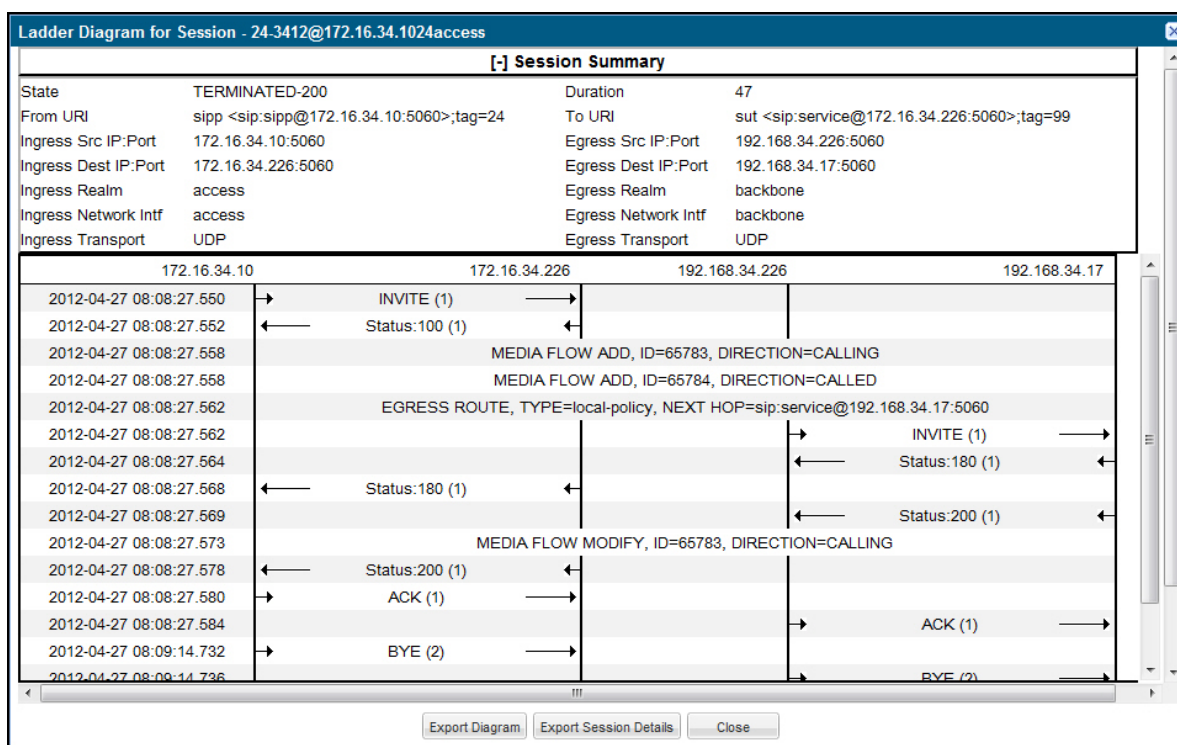 Ladder Diagram for Session - 24-3412@172.16.34.1024access
[-] Session Summary
State TERMINATED-200 Duration 47
From URI sipp <sip:sipp@172.16.34.10:5060>;tag=24 To URI sut <sip:service@172.16.34.226:5060>;tag=99
Ingress Src IP:Port 172.16.34.10:5060 Egress Src IP:Port 192.168.34.226:5060
Ingress Dest IP:Port 172.16.34.226:5060 Egress Dest IP:Port 192.168.34.17:5060
Ingress Realm access Egress Realm backbone
Ingress Network Intf access Egress Network Intf backbone
Ingress Transport UDP Egress Transport UDP
172.16.34.10 172.16.34.226 192.168.34.226 192.168.34.17
2012-04-27 08:08:27.550 INVITE (1)
2012-04-27 08:08:27.552 Status:100 (1)
2012-04-27 08:08:27.558 MEDIA FLOW ADD, ID=65783, DIRECTION=CALLING
2012-04-27 08:08:27.558 MEDIA FLOW ADD, ID=65784, DIRECTION=CALLED
2012-04-27 08:08:27.562 EGRESS ROUTE, TYPE=local-policy, NEXT HOP=sip:service@192.168.34.17:5060
2012-04-27 08:08:27.562 INVITE (1)
2012-04-27 08:08:27.564 Status:180 (1)
2012-04-27 08:08:27.568 Status:180 (1)
2012-04-27 08:08:27.569 Status:200 (1)
2012-04-27 08:08:27.573 MEDIA FLOW MODIFY, ID=65783, DIRECTION=CALLING
2012-04-27 08:08:27.578 Status:200 (1)
2012-04-27 08:08:27.580 ACK (1)
2012-04-27 08:08:27.584 ACK (1)
2012-04-27 08:09:14.732 BYE (2)
2012-04-27 08:09:14.736 BYE (2)
Export Diagram Export Session Details Close